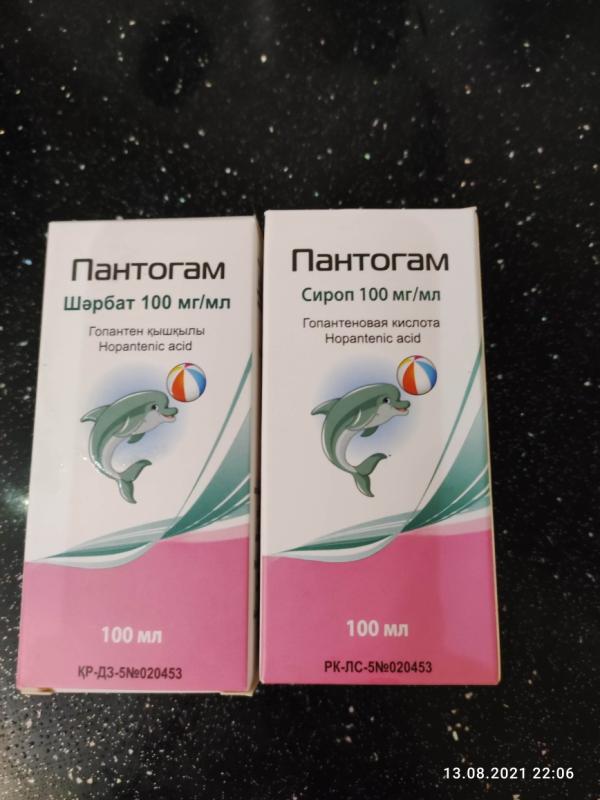 Пантогам
Шәрбат 100 мг/мл
Гопантен қышқылы
Hopantenic acid
100 мл
ҚР-ДЗ-5№020453
Пантогам
Сироп 100 мг/мл
Гопантеновая кислота
Hopantenic acid
100 мл
РК-ЛС-5№020453
13.08.2021 22:06